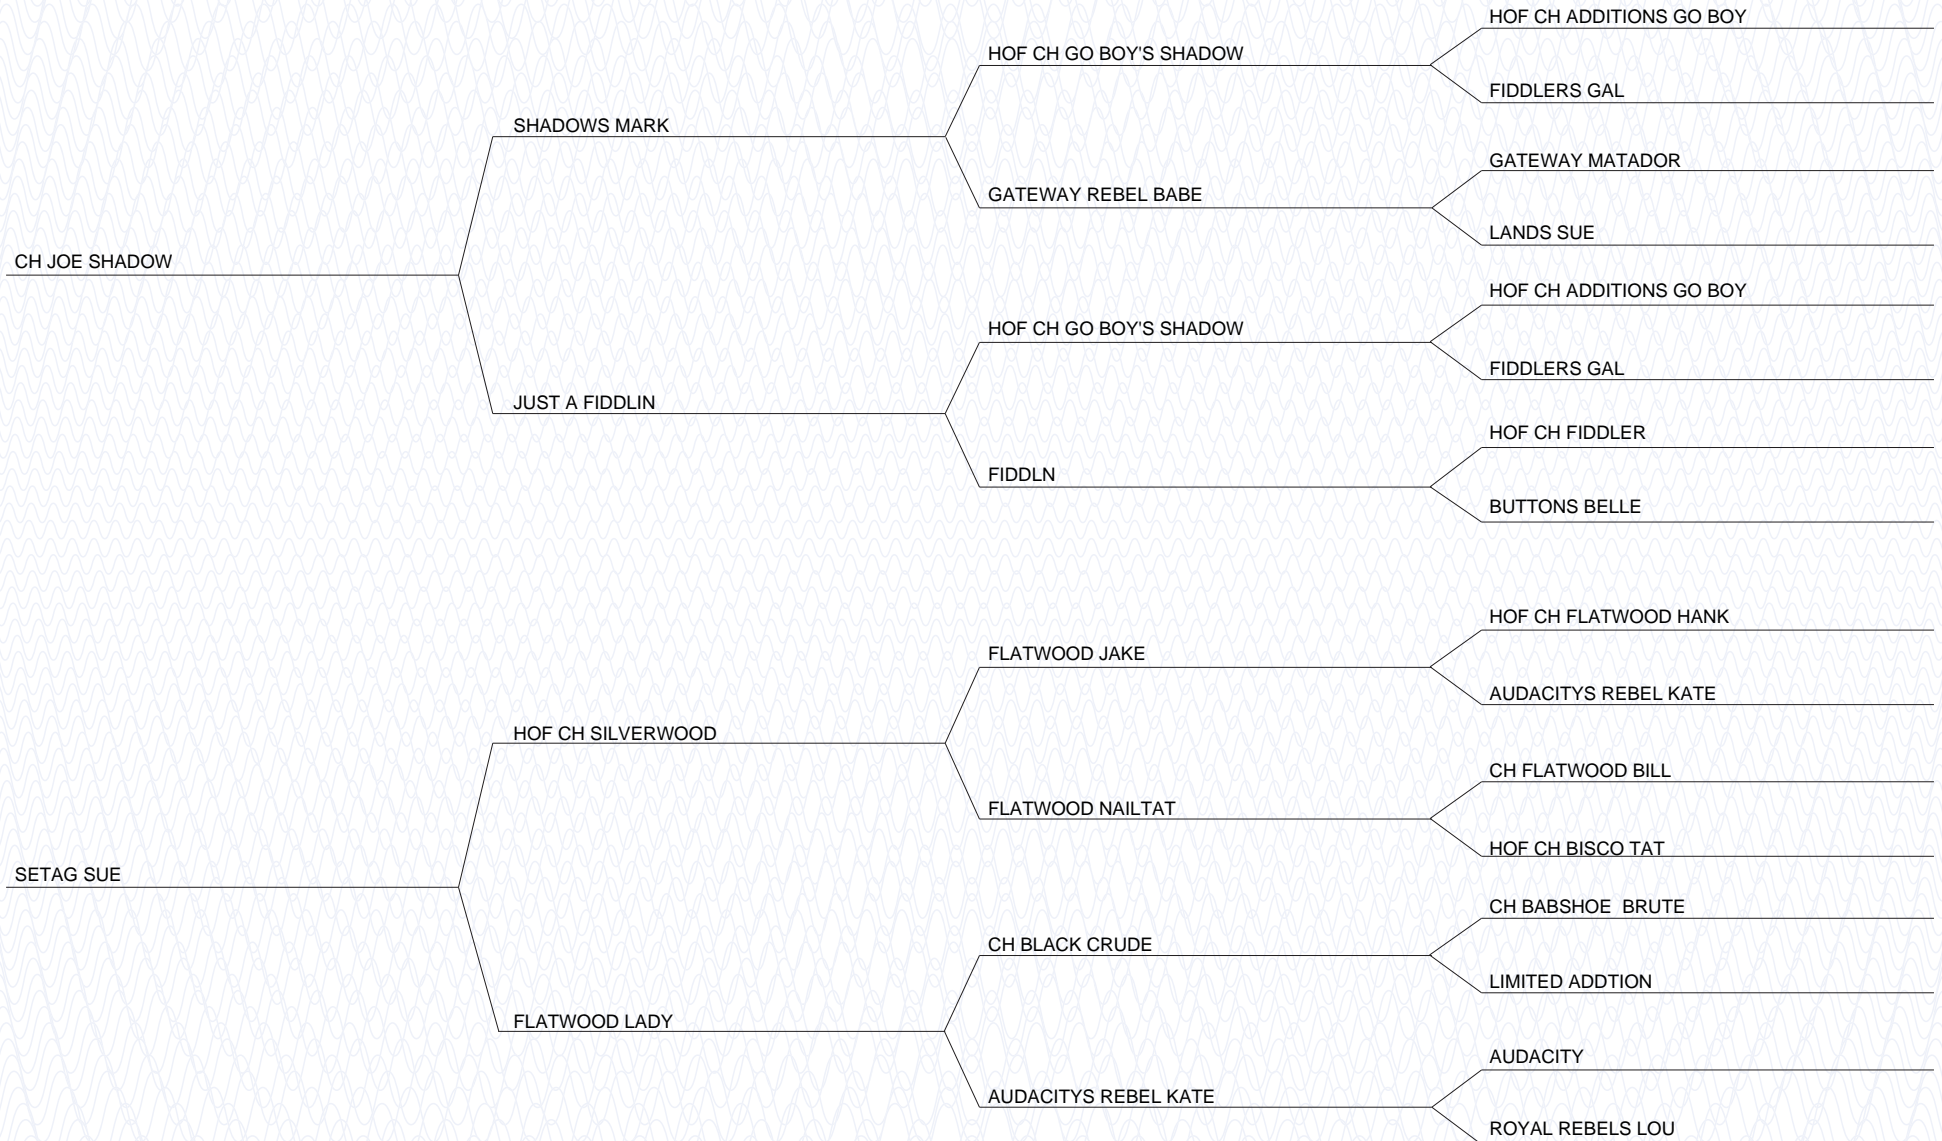 HOF CH ADDITIONS GO BOY
HOF CH GO BOY'S SHADOW
FIDDLERS GAL
SHADOWS MARK
GATEWAY MATADOR
GATEWAY REBEL BABE
LANDS SUE
CH JOE SHADOW
HOF CH ADDITIONS GO BOY
HOF CH GO BOY'S SHADOW
FIDDLERS GAL
JUST A FIDDLIN
HOF CH FIDDLER
FIDDLN
BUTTONS BELLE
HOF CH FLATWOOD HANK
FLATWOOD JAKE
AUDACITYS REBEL KATE
HOF CH SILVERWOOD
CH FLATWOOD BILL
FLATWOOD NAILTAT
HOF CH BISCO TAT
SETAG SUE
CH BABSHOE  BRUTE
CH BLACK CRUDE
LIMITED ADDTION
FLATWOOD LADY
AUDACITY
AUDACITYS REBEL KATE
ROYAL REBELS LOU